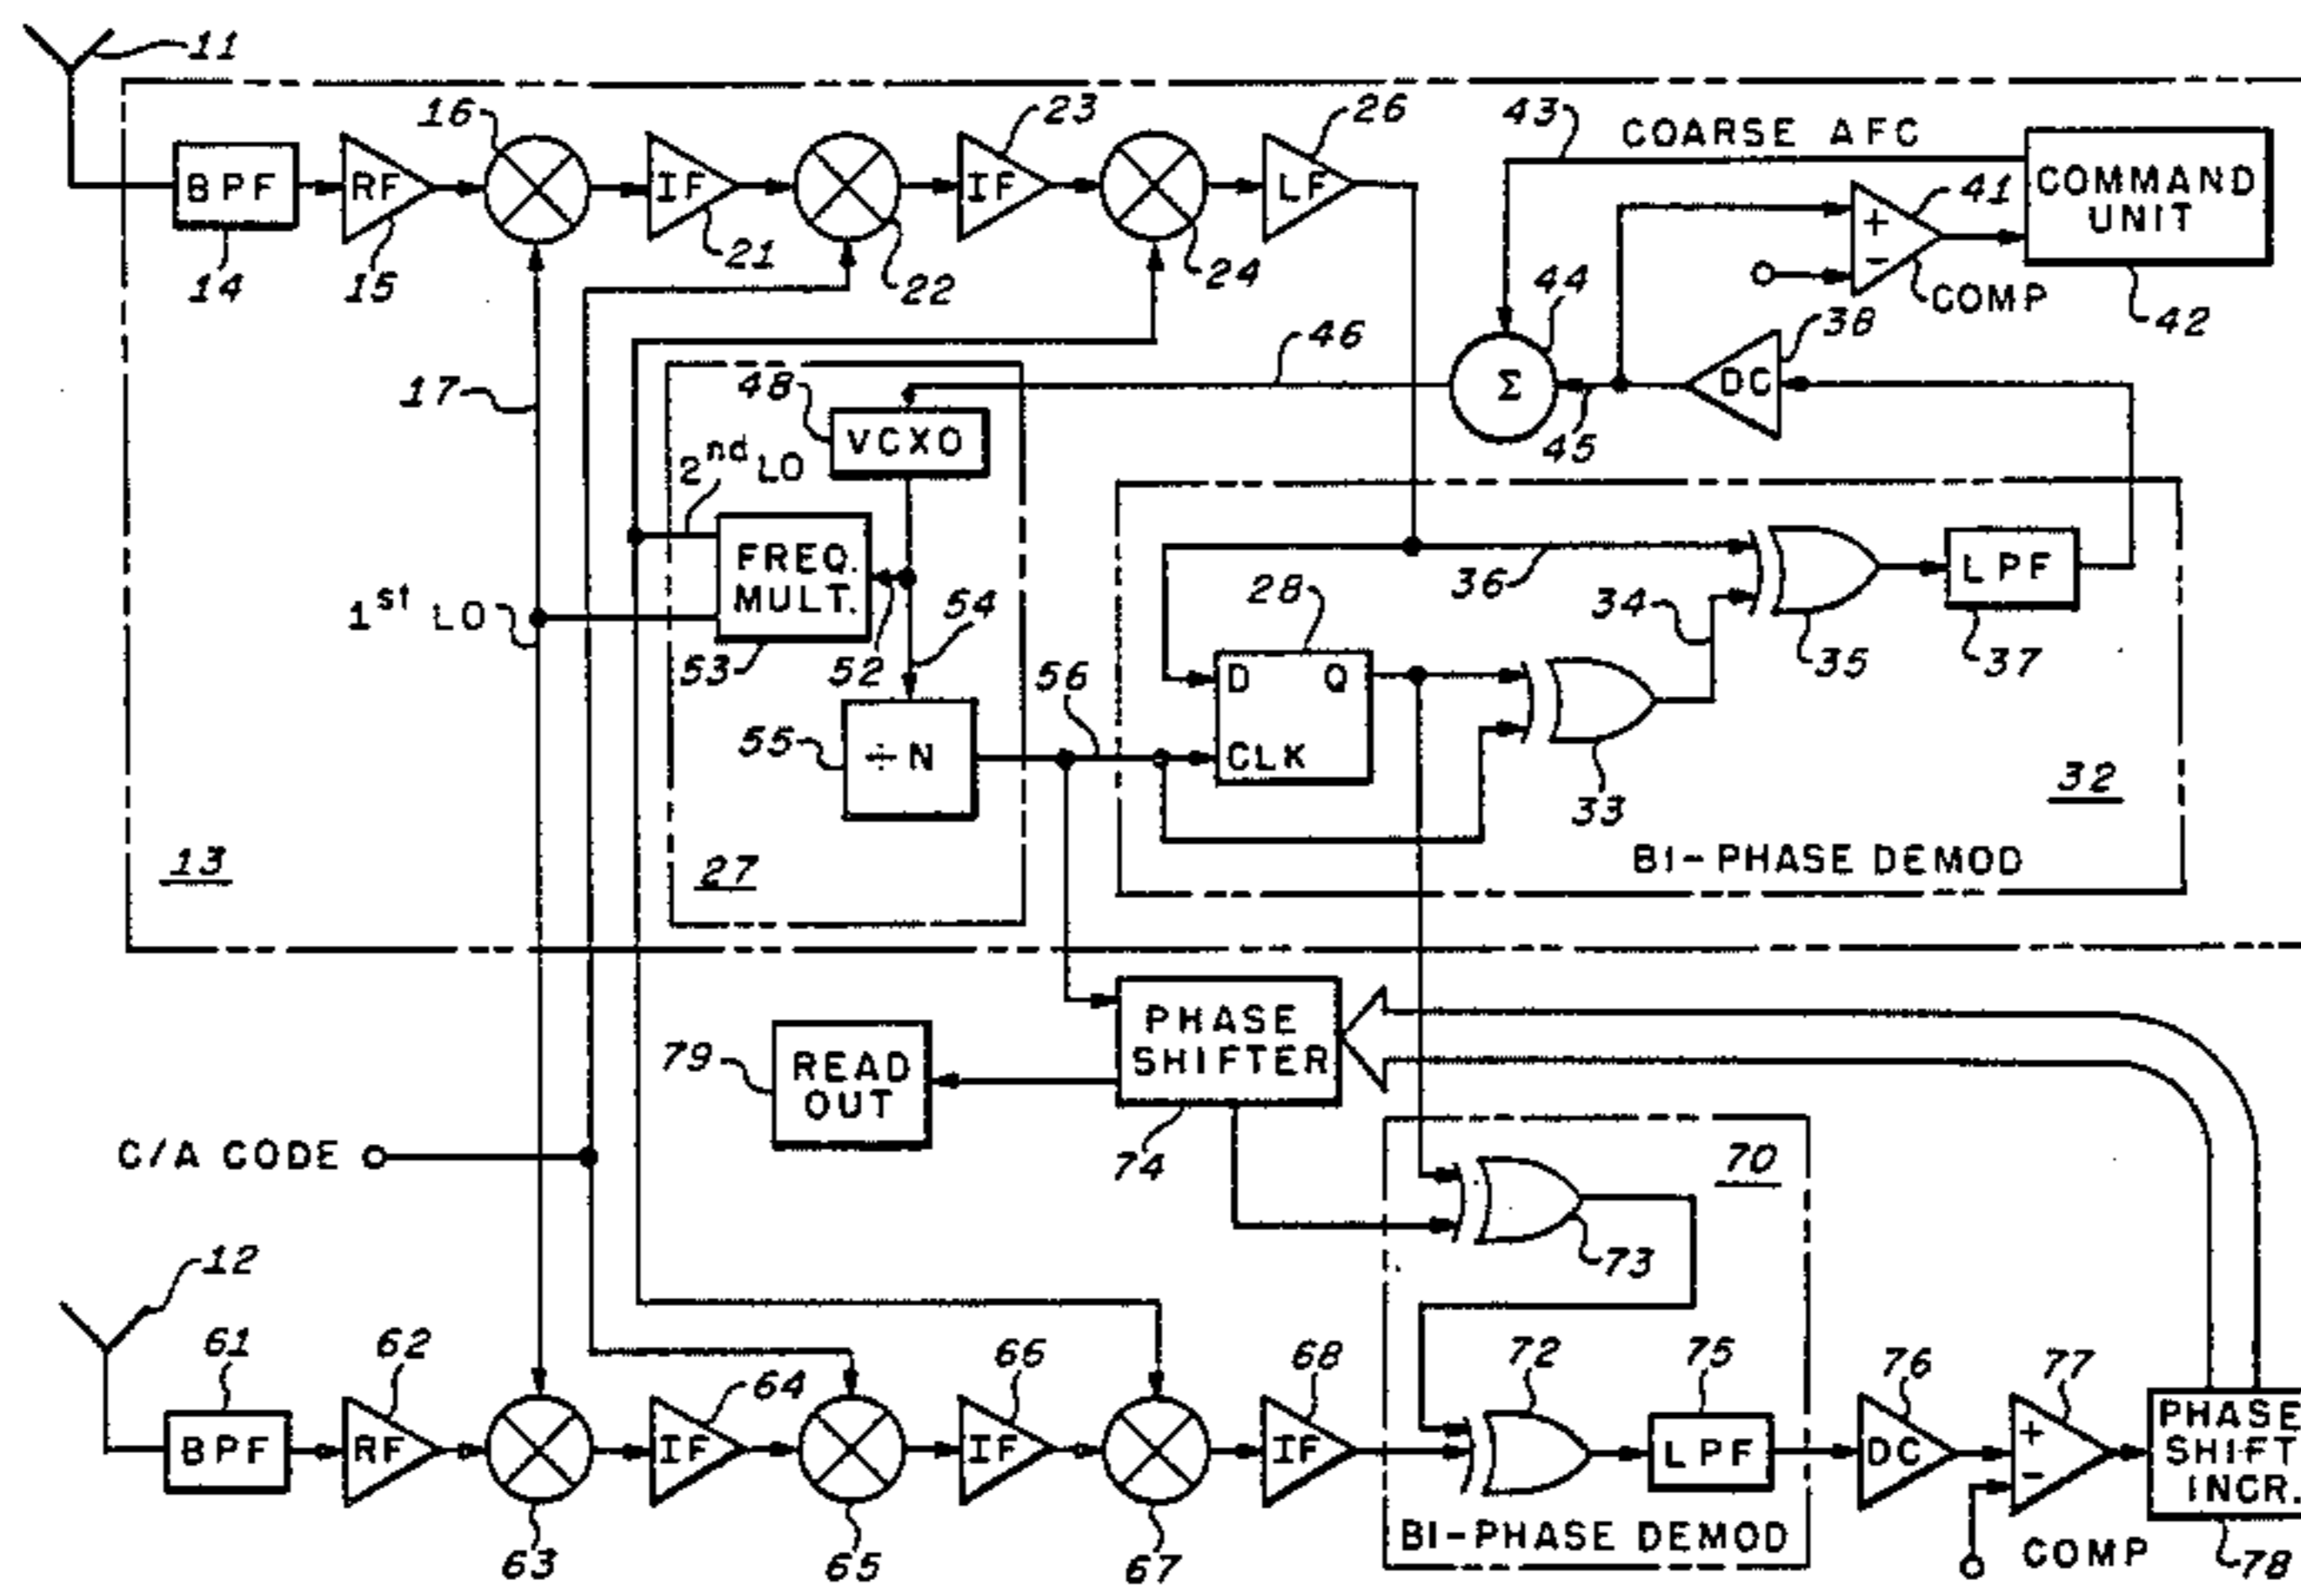 11
16
23
26
43
COARSE AFC
BPF
RF
IF
IF
LF
41
COMMAND
UNIT
+
-
14
15
21
22
24
COMP
42
44
38
46
17
48
VCXO
Σ
45
DC
2nd LO
FREQ.
MULT.
1st LO
53
52
54
55
÷N
56
28
D Q
CLK
36
34
35
LPF
37
33
32
BI-PHASE DEMOD
13
27
79
READ
OUT
PHASE
SHIFTER
74
C/A CODE
70
73
12
61
62
64
66
68
72
75
76
77
BPF
RF
IF
IF
IF
LPF
DC
+
-
PHASE
SHIFT
INCR.
63
65
67
BI-PHASE DEMOD
COMP
78